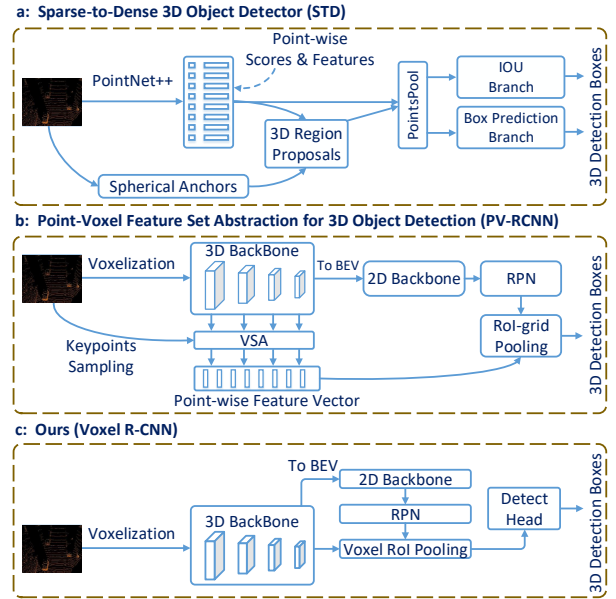 a: Sparse-to-Dense 3D Object Detector (STD)
Point-wise
Scores & Features
PointNet++
3D Region
Proposals
Spherical Anchors
PointsPool
IOU
Branch
Box Prediction
Branch
3D Detection Boxes
b: Point-Voxel Feature Set Abstraction for 3D Object Detection (PV-RCNN)
Voxelization
3D BackBone
To BEV
2D Backbone
RPN
RoI-grid
Pooling
VSA
Keypoints
Sampling
Point-wise Feature Vector
3D Detection Boxes
c: Ours (Voxel R-CNN)
To BEV
2D Backbone
RPN
Voxel RoI Pooling
Voxelization
3D BackBone
Detect
Head
3D Detection Boxes